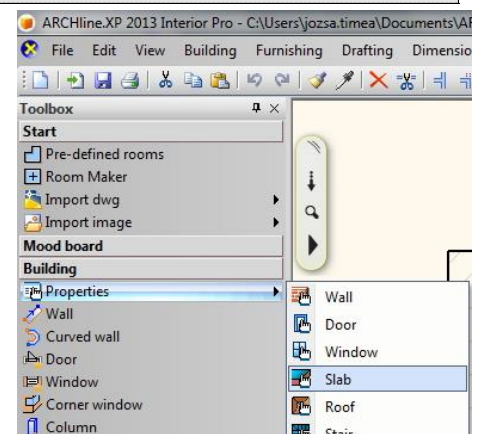 ARCHline.XP 2013 Interior Pro - C:\Users\jozsa.timea\Documents\AR
File Edit View Building Furnishing Drafting Dimensio
Toolbox
Start
Pre-defined rooms
Room Maker
Import dwg
Import image
Mood board
Building
Properties
Wall
Wall
Door
Curved wall
Window
Door
Slab
Window
Roof
Corner window
Stair
Column